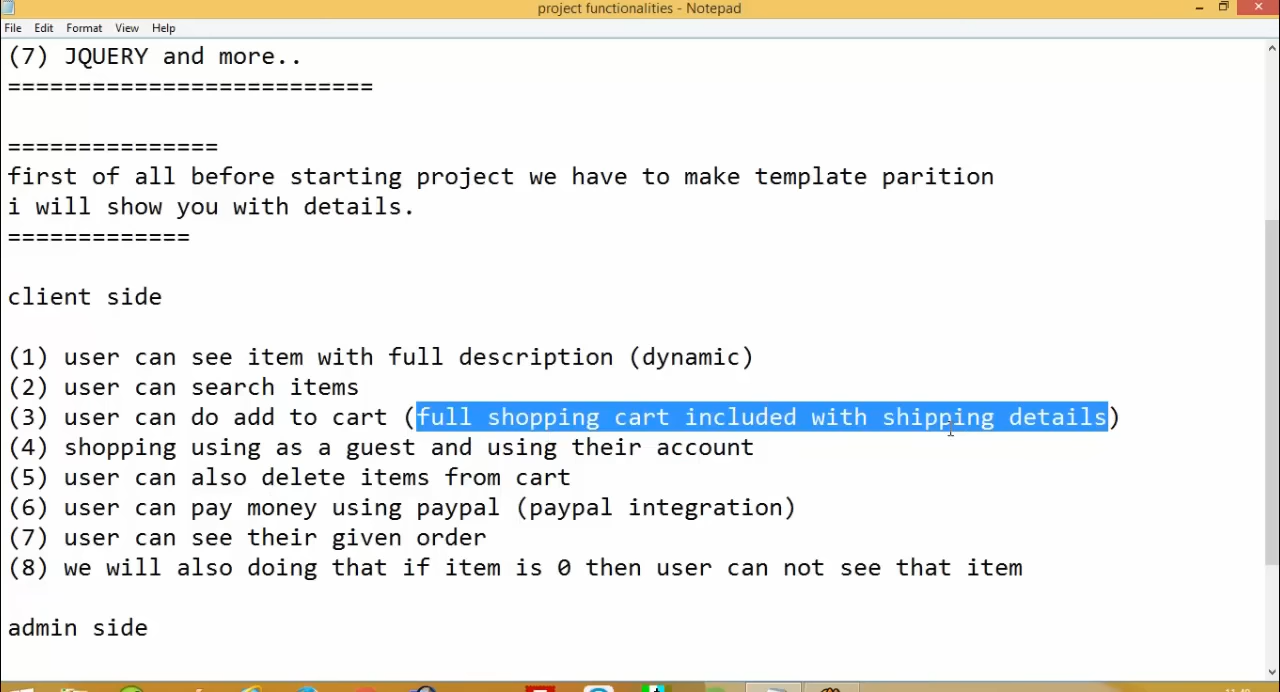 project functionalities - Notepad
File Edit Format View Help
(7) JQUERY and more..
==========================
===============
first of all before starting project we have to make template parition
i will show you with details.
=============
client side
(1) user can see item with full description (dynamic)
(2) user can search items
(3) user can do add to cart (full shopping cart included with shipping details)
(4) shopping using as a guest and using their account
(5) user can also delete items from cart
(6) user can pay money using paypal (paypal integration)
(7) user can see their given order
(8) we will also doing that if item is 0 then user can not see that item
admin side